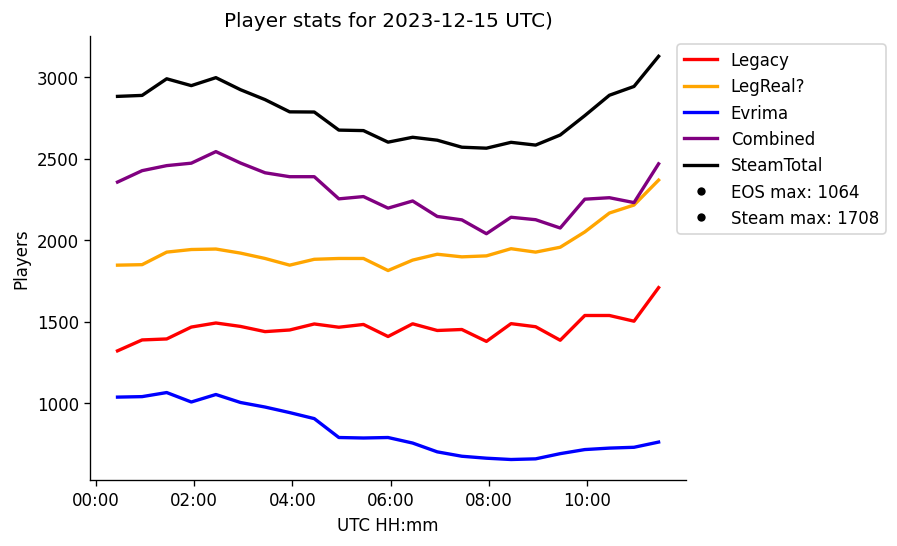 Player stats for 2023-12-15 UTC)
Legacy
LegReal?
Evrima
Combined
SteamTotal
EOS max: 1064
Steam max: 1708
Players
3000
2500
2000
1500
1000
00:00 02:00 04:00 06:00 08:00 10:00
UTC HH:mm